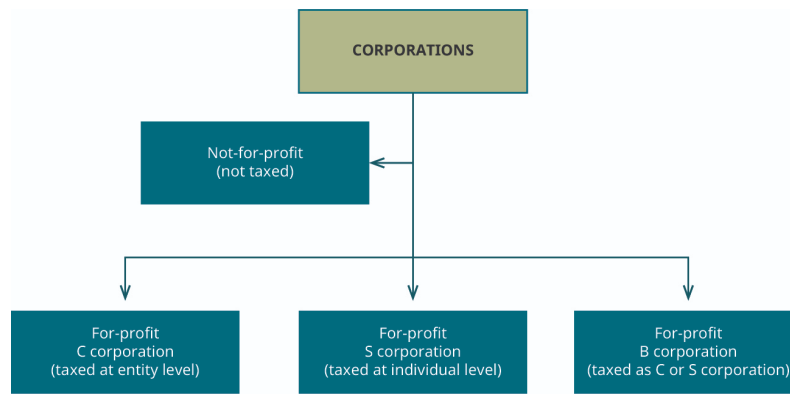 CORPORATIONS
Not-for-profit
(not taxed)
For-profit
C corporation
(taxed at entity level)
For-profit
S corporation
(taxed at individual level)
For-profit
B corporation
(taxed as C or S corporation)